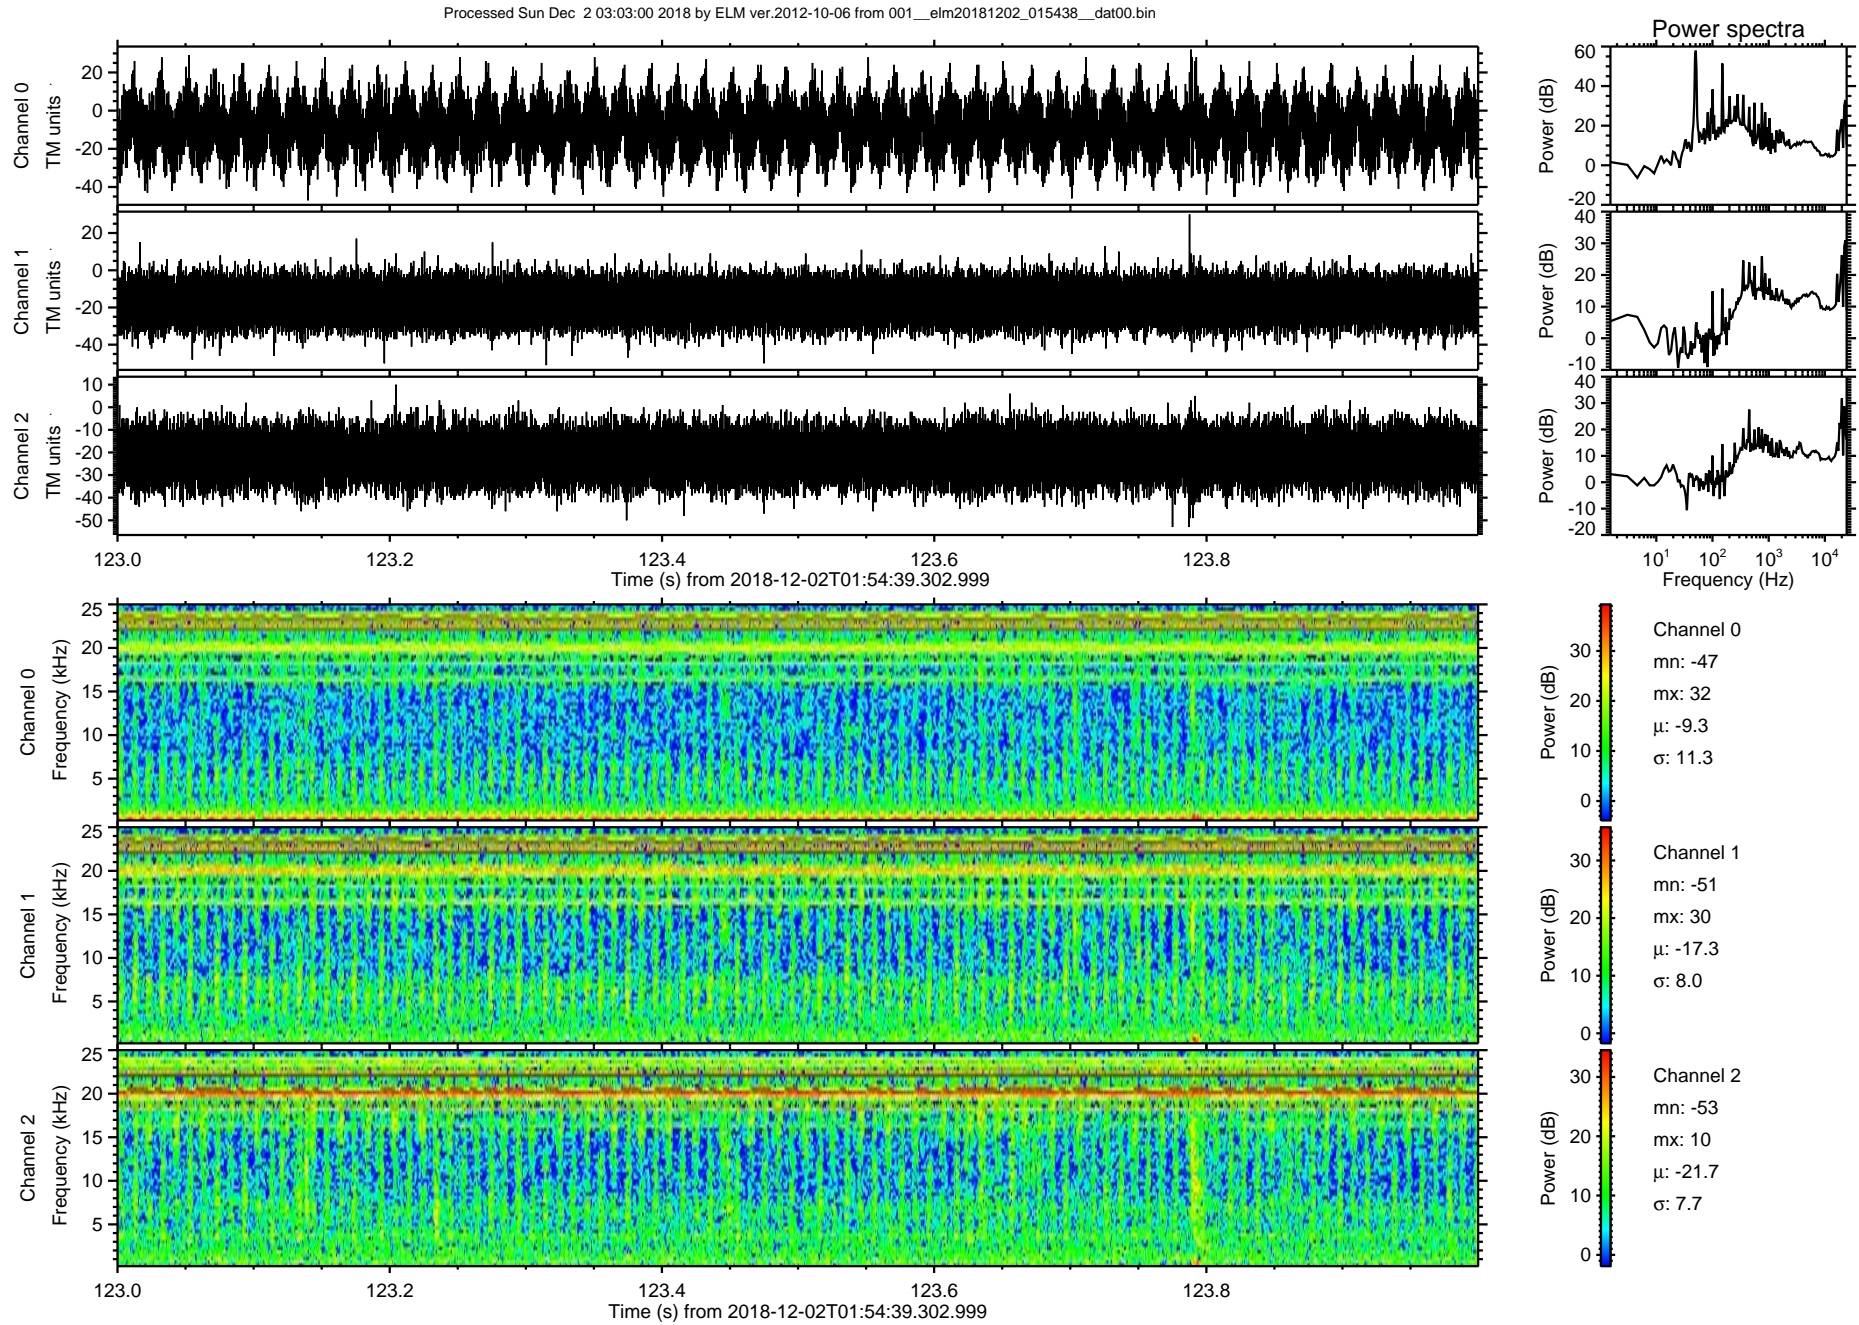 Processed Sun Dec  2 03:03:00 2018 by ELM ver.2012-10-06 from 001__elm20181202_015438__dat00.bin
Power spectra
Channel 0
TM units
20
0
-20
-40
Power (dB)
60
40
20
0
-20
Channel 1
TM units
20
0
-20
-40
Power (dB)
40
30
20
10
0
-10
Channel 2
TM units
10
0
-10
-20
-30
-40
-50
Power (dB)
40
30
20
10
0
-10
-20
123.0 123.2 123.4 123.6 123.8
Time (s) from 2018-12-02T01:54:39.302.999
10¹ 10² 10³ 10⁴
Frequency (Hz)
Channel 0
Frequency (kHz)
25
20
15
10
5
Power (dB)
30
20
10
0
Channel 0
mn: -47
mx: 32
µ: -9.3
σ: 11.3
Channel 1
Frequency (kHz)
25
20
15
10
5
Power (dB)
30
20
10
0
Channel 1
mn: -51
mx: 30
µ: -17.3
σ: 8.0
Channel 2
Frequency (kHz)
25
20
15
10
5
Power (dB)
30
20
10
0
Channel 2
mn: -53
mx: 10
µ: -21.7
σ: 7.7
123.0 123.2 123.4 123.6 123.8
Time (s) from 2018-12-02T01:54:39.302.999